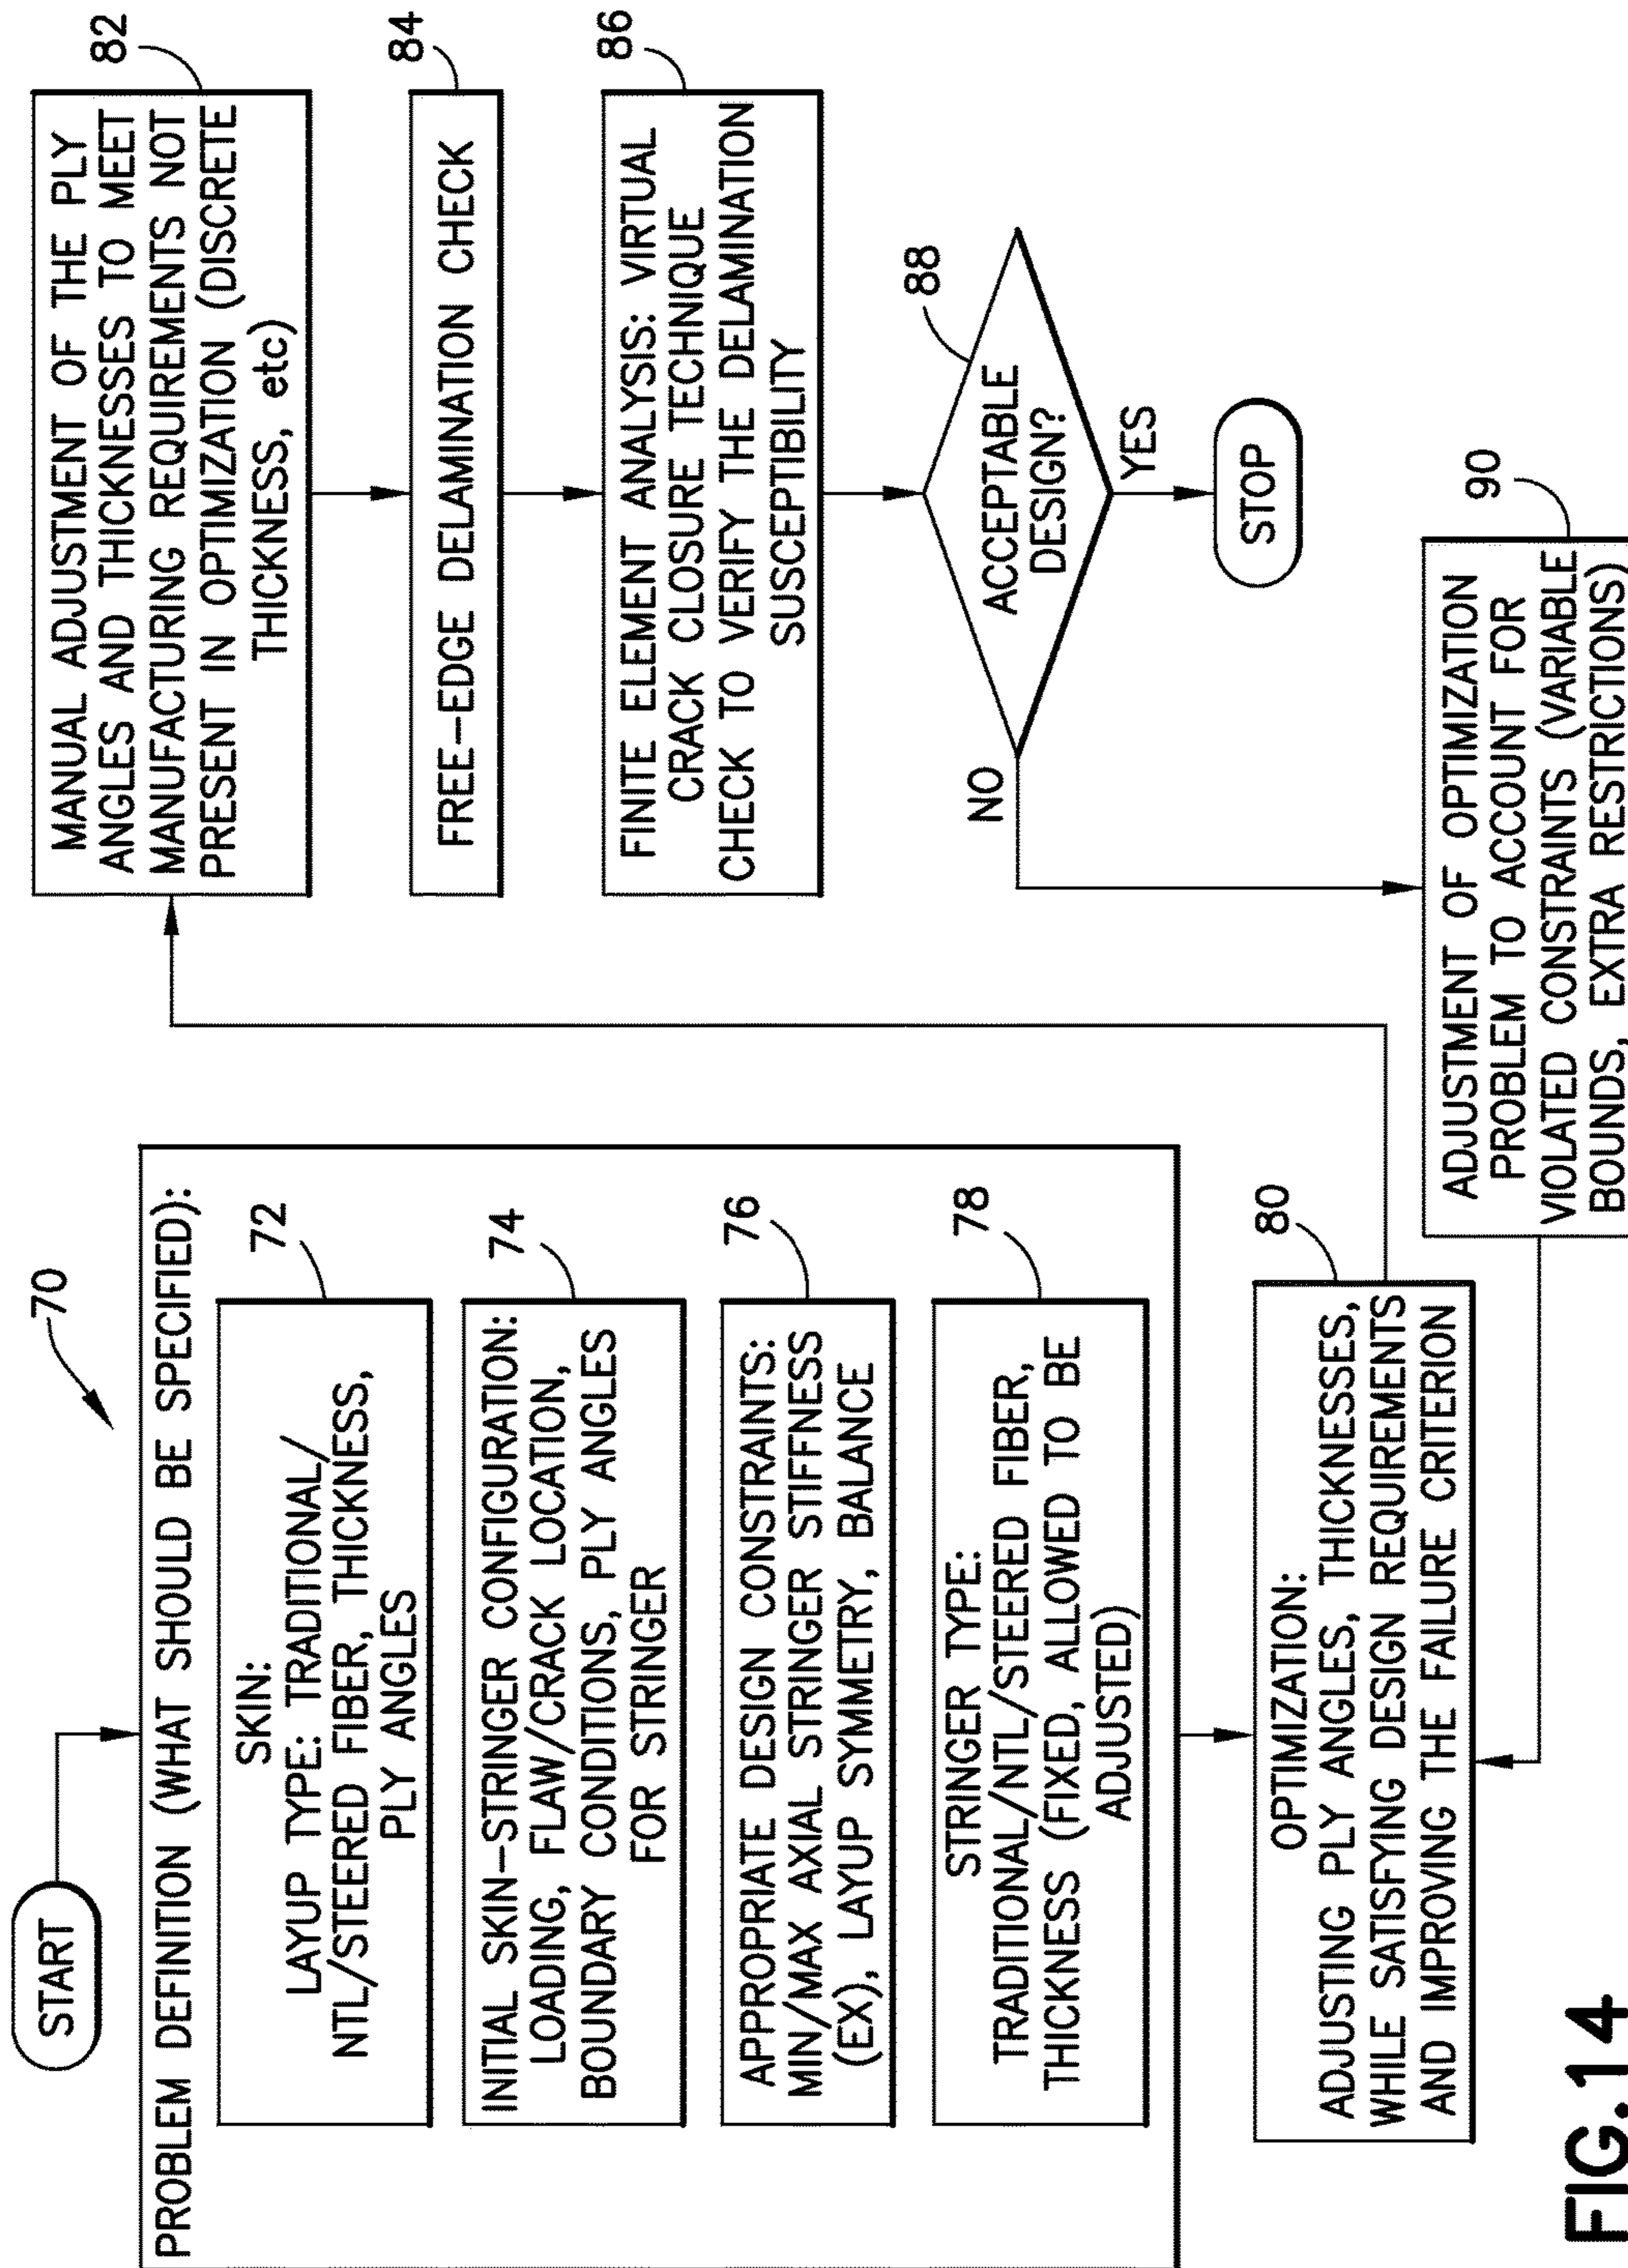 START
70
PROBLEM DEFINITION (WHAT SHOULD BE SPECIFIED):
72
SKIN:
LAYUP TYPE: TRADITIONAL/
NTL/STEERED FIBER, THICKNESS,
PLY ANGLES
74
INITIAL SKIN-STRINGER CONFIGURATION:
LOADING, FLAW/CRACK LOCATION,
BOUNDARY CONDITIONS, PLY ANGLES
FOR STRINGER
76
APPROPRIATE DESIGN CONSTRAINTS:
MIN/MAX AXIAL STRINGER STIFFNESS
(EX), LAYUP SYMMETRY, BALANCE
78
STRINGER TYPE:
TRADITIONAL/NTL/STEERED FIBER,
THICKNESS (FIXED, ALLOWED TO BE
ADJUSTED)
80
OPTIMIZATION:
ADJUSTING PLY ANGLES, THICKNESSES,
WHILE SATISFYING DESIGN REQUIREMENTS
AND IMPROVING THE FAILURE CRITERION
82
MANUAL ADJUSTMENT OF THE PLY
ANGLES AND THICKNESSES TO MEET
MANUFACTURING REQUIREMENTS NOT
PRESENT IN OPTIMIZATION (DISCRETE
THICKNESS, etc)
84
FREE-EDGE DELAMINATION CHECK
86
FINITE ELEMENT ANALYSIS: VIRTUAL
CRACK CLOSURE TECHNIQUE
CHECK TO VERIFY THE DELAMINATION
SUSCEPTIBILITY
88
ACCEPTABLE
DESIGN?
NO
YES
STOP
90
ADJUSTMENT OF OPTIMIZATION
PROBLEM TO ACCOUNT FOR
VIOLATED CONSTRAINTS (VARIABLE
BOUNDS, EXTRA RESTRICTIONS)
FIG.14